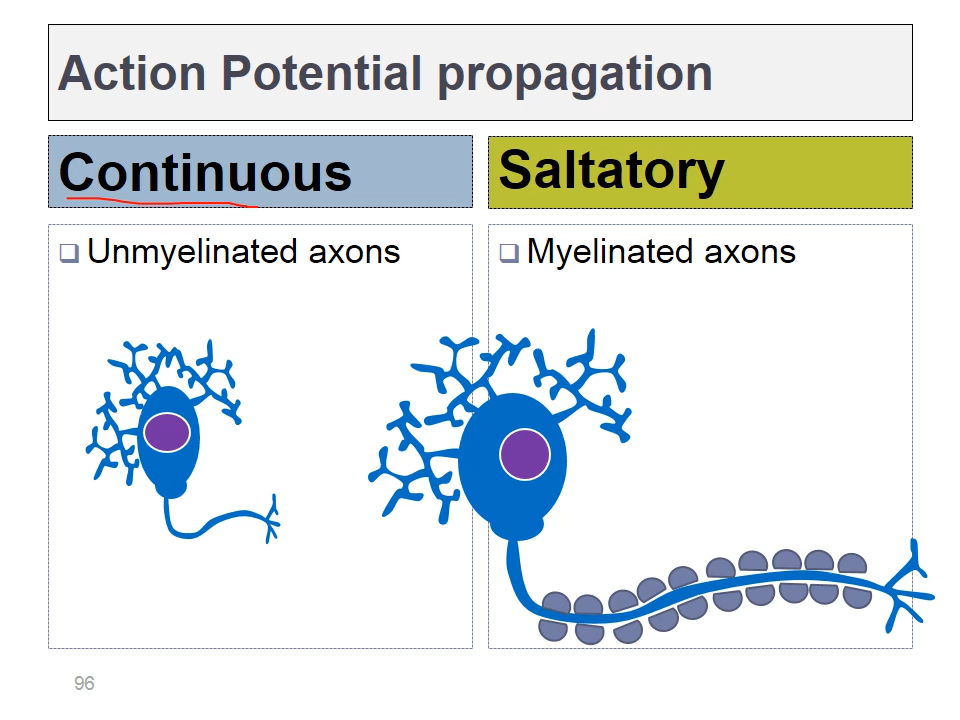 Action Potential propagation
Continuous
Saltatory
Unmyelinated axons
Myelinated axons
96